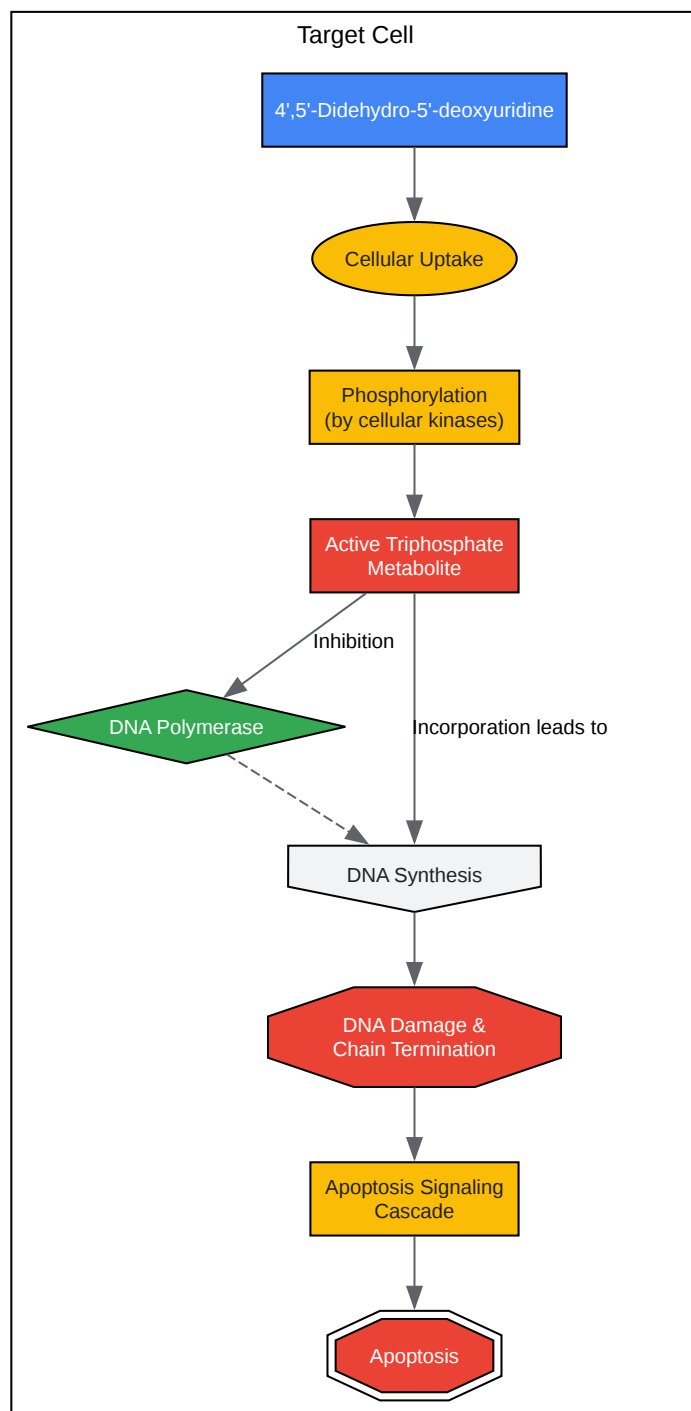 Target Cell
4',5'-Didehydro-5'-deoxyuridine
Cellular Uptake
Phosphorylation
(by cellular kinases)
Active Triphosphate
Metabolite
Inhibition
DNA Polymerase
Incorporation leads to
DNA Synthesis
DNA Damage &
Chain Termination
Apoptosis Signaling
Cascade
Apoptosis